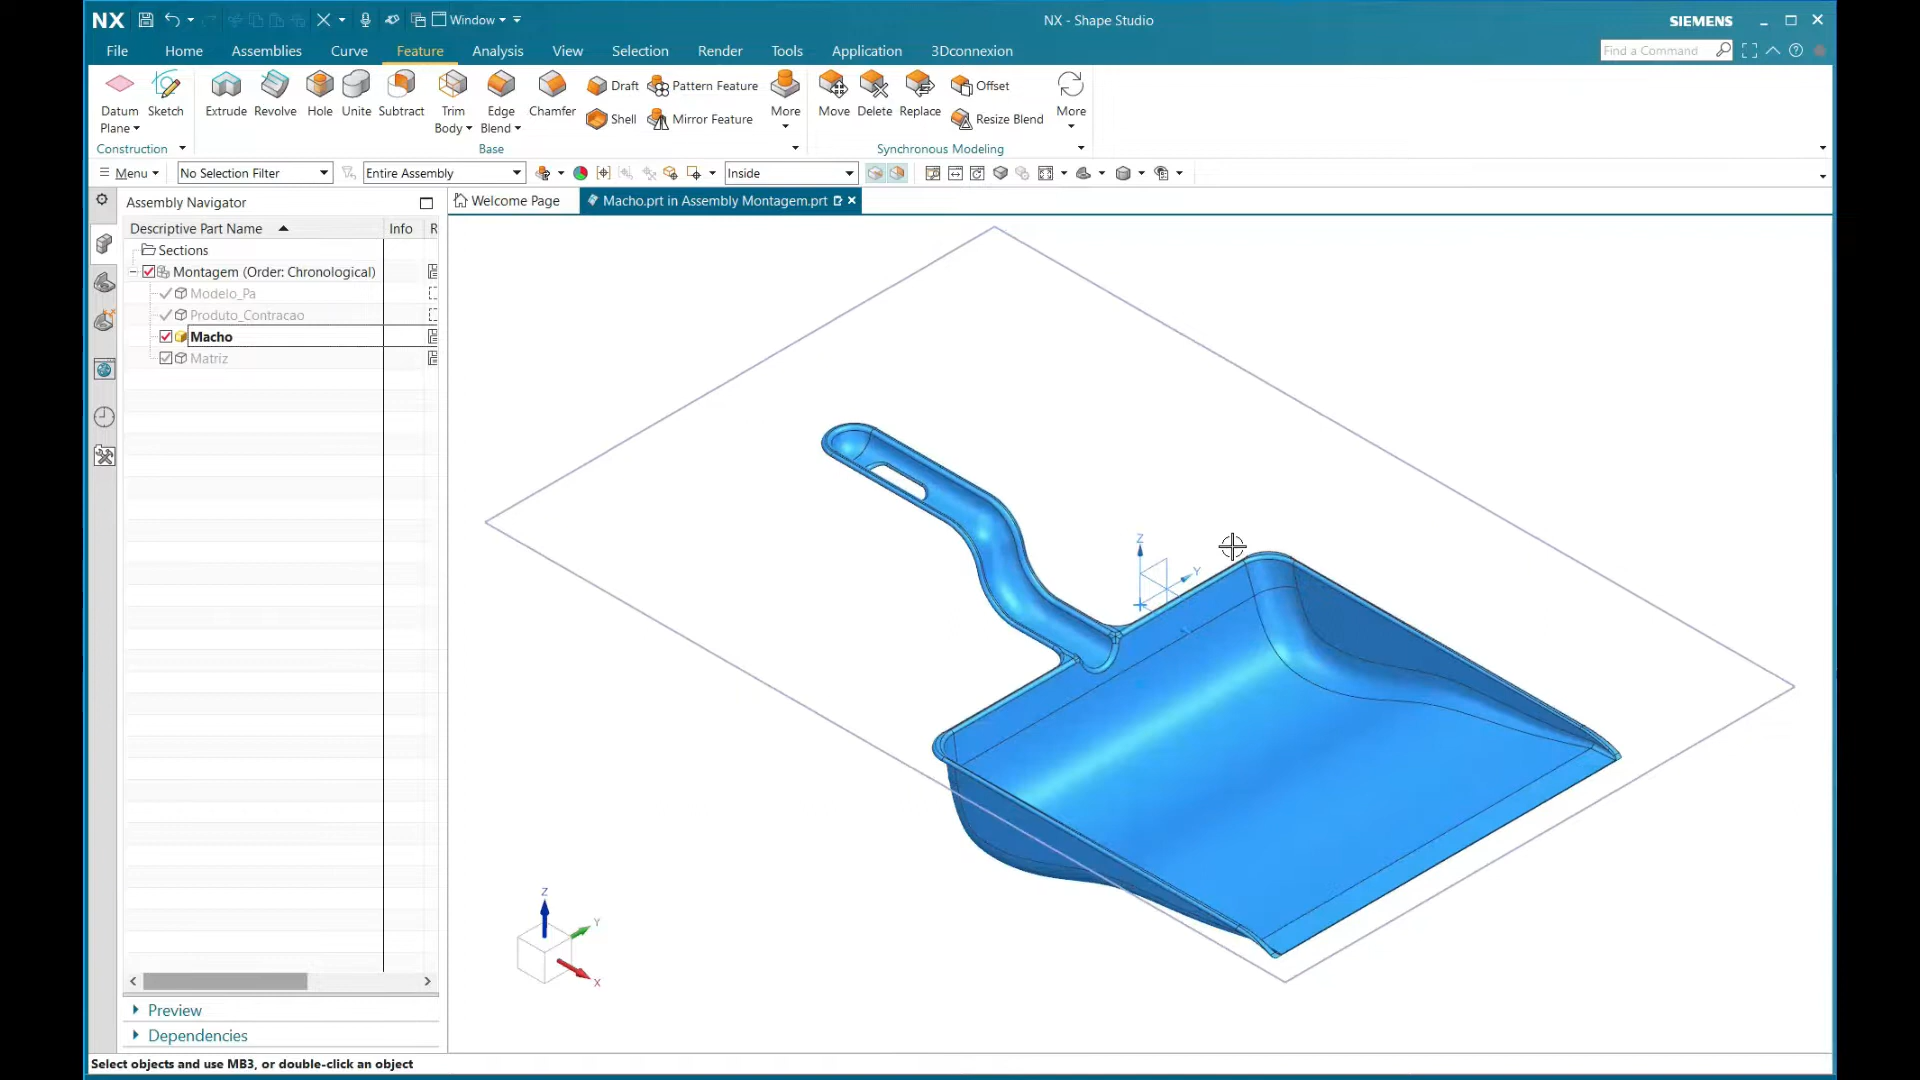 NX
Window
NX - Shape Studio
SIEMENS
File
Home
Assemblies
Curve
Feature
Analysis
View
Selection
Render
Tools
Application
3Dconnexion
Find a Command
Datum Plane
Sketch
Extrude
Revolve
Hole
Unite
Subtract
Trim Body
Edge Blend
Chamfer
Draft
Pattern Feature
Shell
Mirror Feature
More
Move
Delete
Replace
Offset
Resize Blend
More
Construction
Base
Synchronous Modeling
Menu
No Selection Filter
Entire Assembly
Inside
Assembly Navigator
Welcome Page
Macho.prt in Assembly Montagem.prt
Descriptive Part Name
Info
R
Sections
Montagem (Order: Chronological)
Modelo_Pa
Produto_Contracao
Macho
Matriz
Z
Y
Z
Y
X
Preview
Dependencies
Select objects and use MB3, or double-click an object